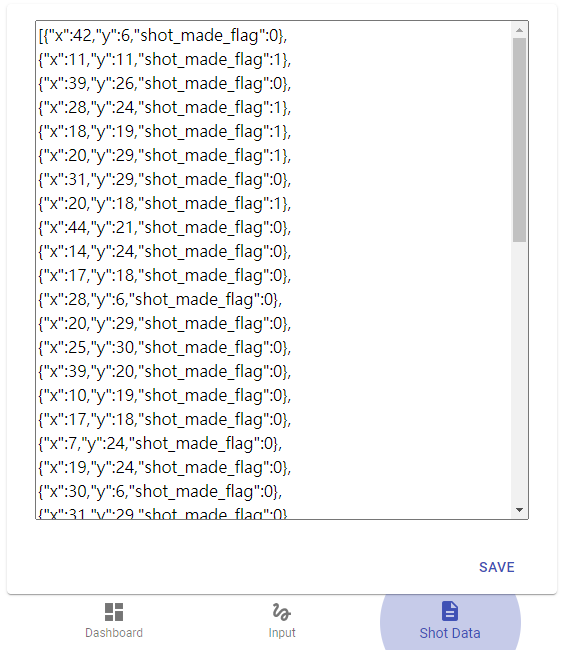 [{"x":42,"y":6,"shot_made_flag":0},
{"x":11,"y":11,"shot_made_flag":1},
{"x":39,"y":26,"shot_made_flag":0},
{"x":28,"y":24,"shot_made_flag":1},
{"x":18,"y":19,"shot_made_flag":1},
{"x":20,"y":29,"shot_made_flag":1},
{"x":31,"y":29,"shot_made_flag":0},
{"x":20,"y":18,"shot_made_flag":1},
{"x":44,"y":21,"shot_made_flag":0},
{"x":14,"y":24,"shot_made_flag":0},
{"x":17,"y":18,"shot_made_flag":0},
{"x":28,"y":6,"shot_made_flag":0},
{"x":20,"y":29,"shot_made_flag":0},
{"x":25,"y":30,"shot_made_flag":0},
{"x":39,"y":20,"shot_made_flag":0},
{"x":10,"y":19,"shot_made_flag":0},
{"x":17,"y":18,"shot_made_flag":0},
{"x":7,"y":24,"shot_made_flag":0},
{"x":19,"y":24,"shot_made_flag":0},
{"x":30,"y":6,"shot_made_flag":0},
{"x":31,"y":29,"shot_made_flag":0},
SAVE
Dashboard
Input
Shot Data